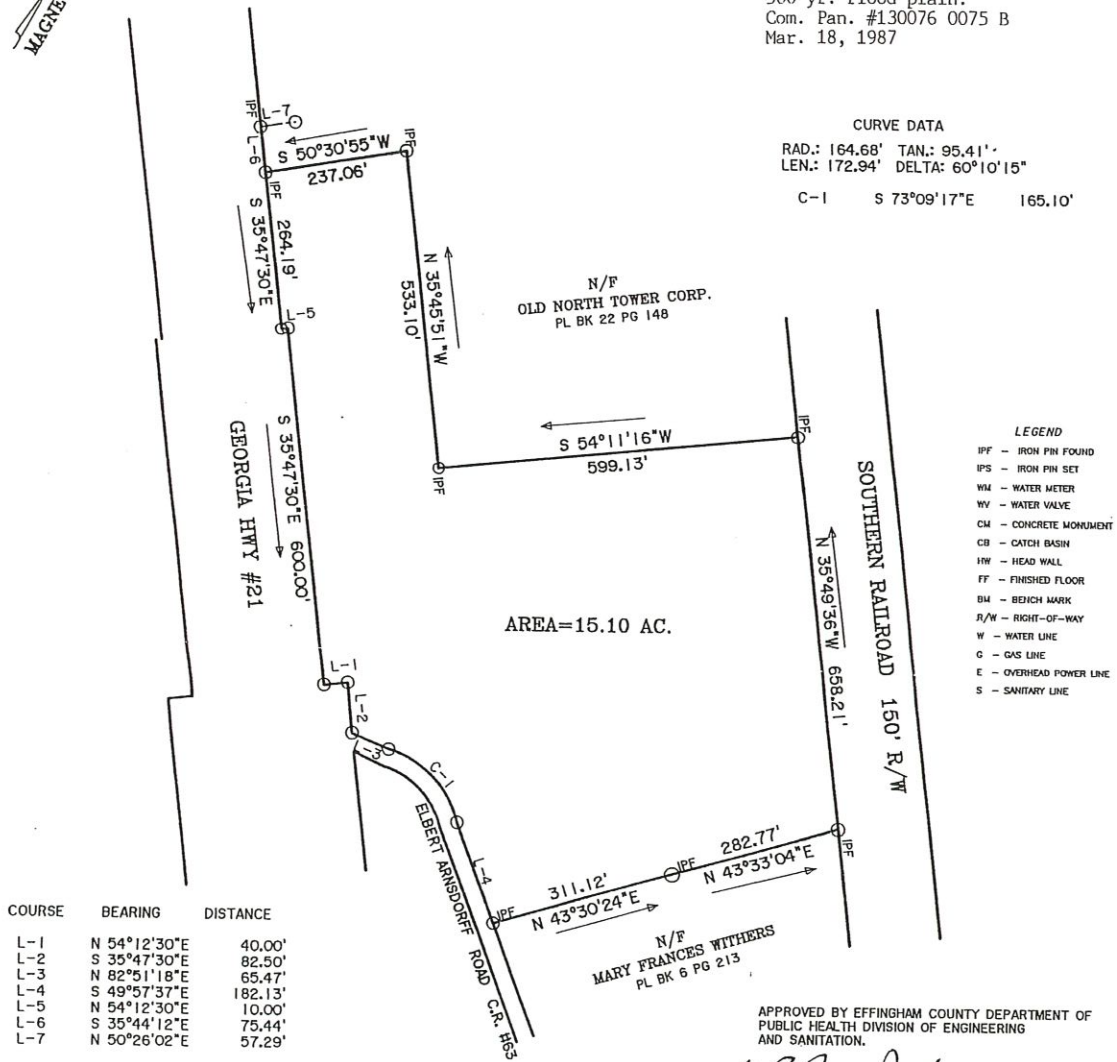 MAGNE
500 yr. flood plain.
Com. Pan. #130076 0075 B
Mar. 18, 1987
CURVE DATA
RAD.: 164.68' TAN.: 95.41'
LEN.: 172.94' DELTA: 60°10'15"
C-1 S 73°09'17"E 165.10'
IPF
L-7
L-6
IPF
S 50°30'55"W
237.06'
IPF
S 35°47'30"E
264.19'
L-5
N 35°45'51"W
533.10'
N/F
OLD NORTH TOWER CORP.
PL BK 22 PG 148
IPF
S 54°11'16"W
599.13'
IPF
GEORGIA HWY #21
S 35°47'30"E 600.00'
SOUTHERN RAILROAD 150' R/W
N 35°49'36"W 658.21'
LEGEND
IPF - IRON PIN FOUND
IPS - IRON PIN SET
WM - WATER METER
WV - WATER VALVE
CM - CONCRETE MONUMENT
CB - CATCH BASIN
HW - HEAD WALL
FF - FINISHED FLOOR
BM - BENCH MARK
R/W - RIGHT-OF-WAY
W - WATER LINE
G - GAS LINE
E - OVERHEAD POWER LINE
S - SANITARY LINE
AREA=15.10 AC.
L-1
L-2
L-3
C-1
L-4
ELBERT ARNSDORFF ROAD C.R. #63
IPF
311.12'
N 43°30'24"E
IPF
282.77'
N 43°33'04"E
IPF
N/F
MARY FRANCES WITHERS
PL BK 6 PG 213
COURSE BEARING DISTANCE
L-1 N 54°12'30"E 40.00'
L-2 S 35°47'30"E 82.50'
L-3 N 82°51'18"E 65.47'
L-4 S 49°57'37"E 182.13'
L-5 N 54°12'30"E 10.00'
L-6 S 35°44'12"E 75.44'
L-7 N 50°26'02"E 57.29'
APPROVED BY EFFINGHAM COUNTY DEPARTMENT OF
PUBLIC HEALTH DIVISION OF ENGINEERING
AND SANITATION.